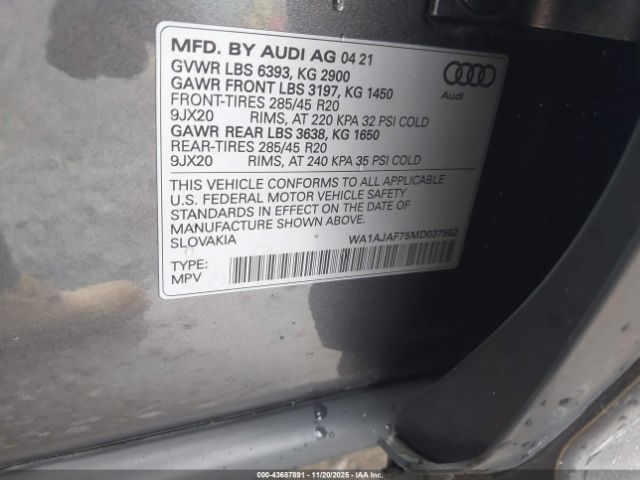 MFD. BY AUDI AG 04 21
GVWR LBS 6393, KG 2900
GAWR FRONT LBS 3197, KG 1450
FRONT-TIRES 285/45 R20
9JX20 RIMS, AT 220 KPA 32 PSI COLD
GAWR REAR LBS 3638, KG 1650
REAR-TIRES 285/45 R20
9JX20 RIMS, AT 240 KPA 35 PSI COLD
Audi
THIS VEHICLE CONFORMS TO ALL APPLICABLE
U.S. FEDERAL MOTOR VEHICLE SAFETY
STANDARDS IN EFFECT ON THE DATE OF
MANUFACTURE SHOWN ABOVE.
SLOVAKIA WA1AJAF75MD037582
TYPE:
MPV
000-43687891 - 11/20/2025 - IAA Inc.